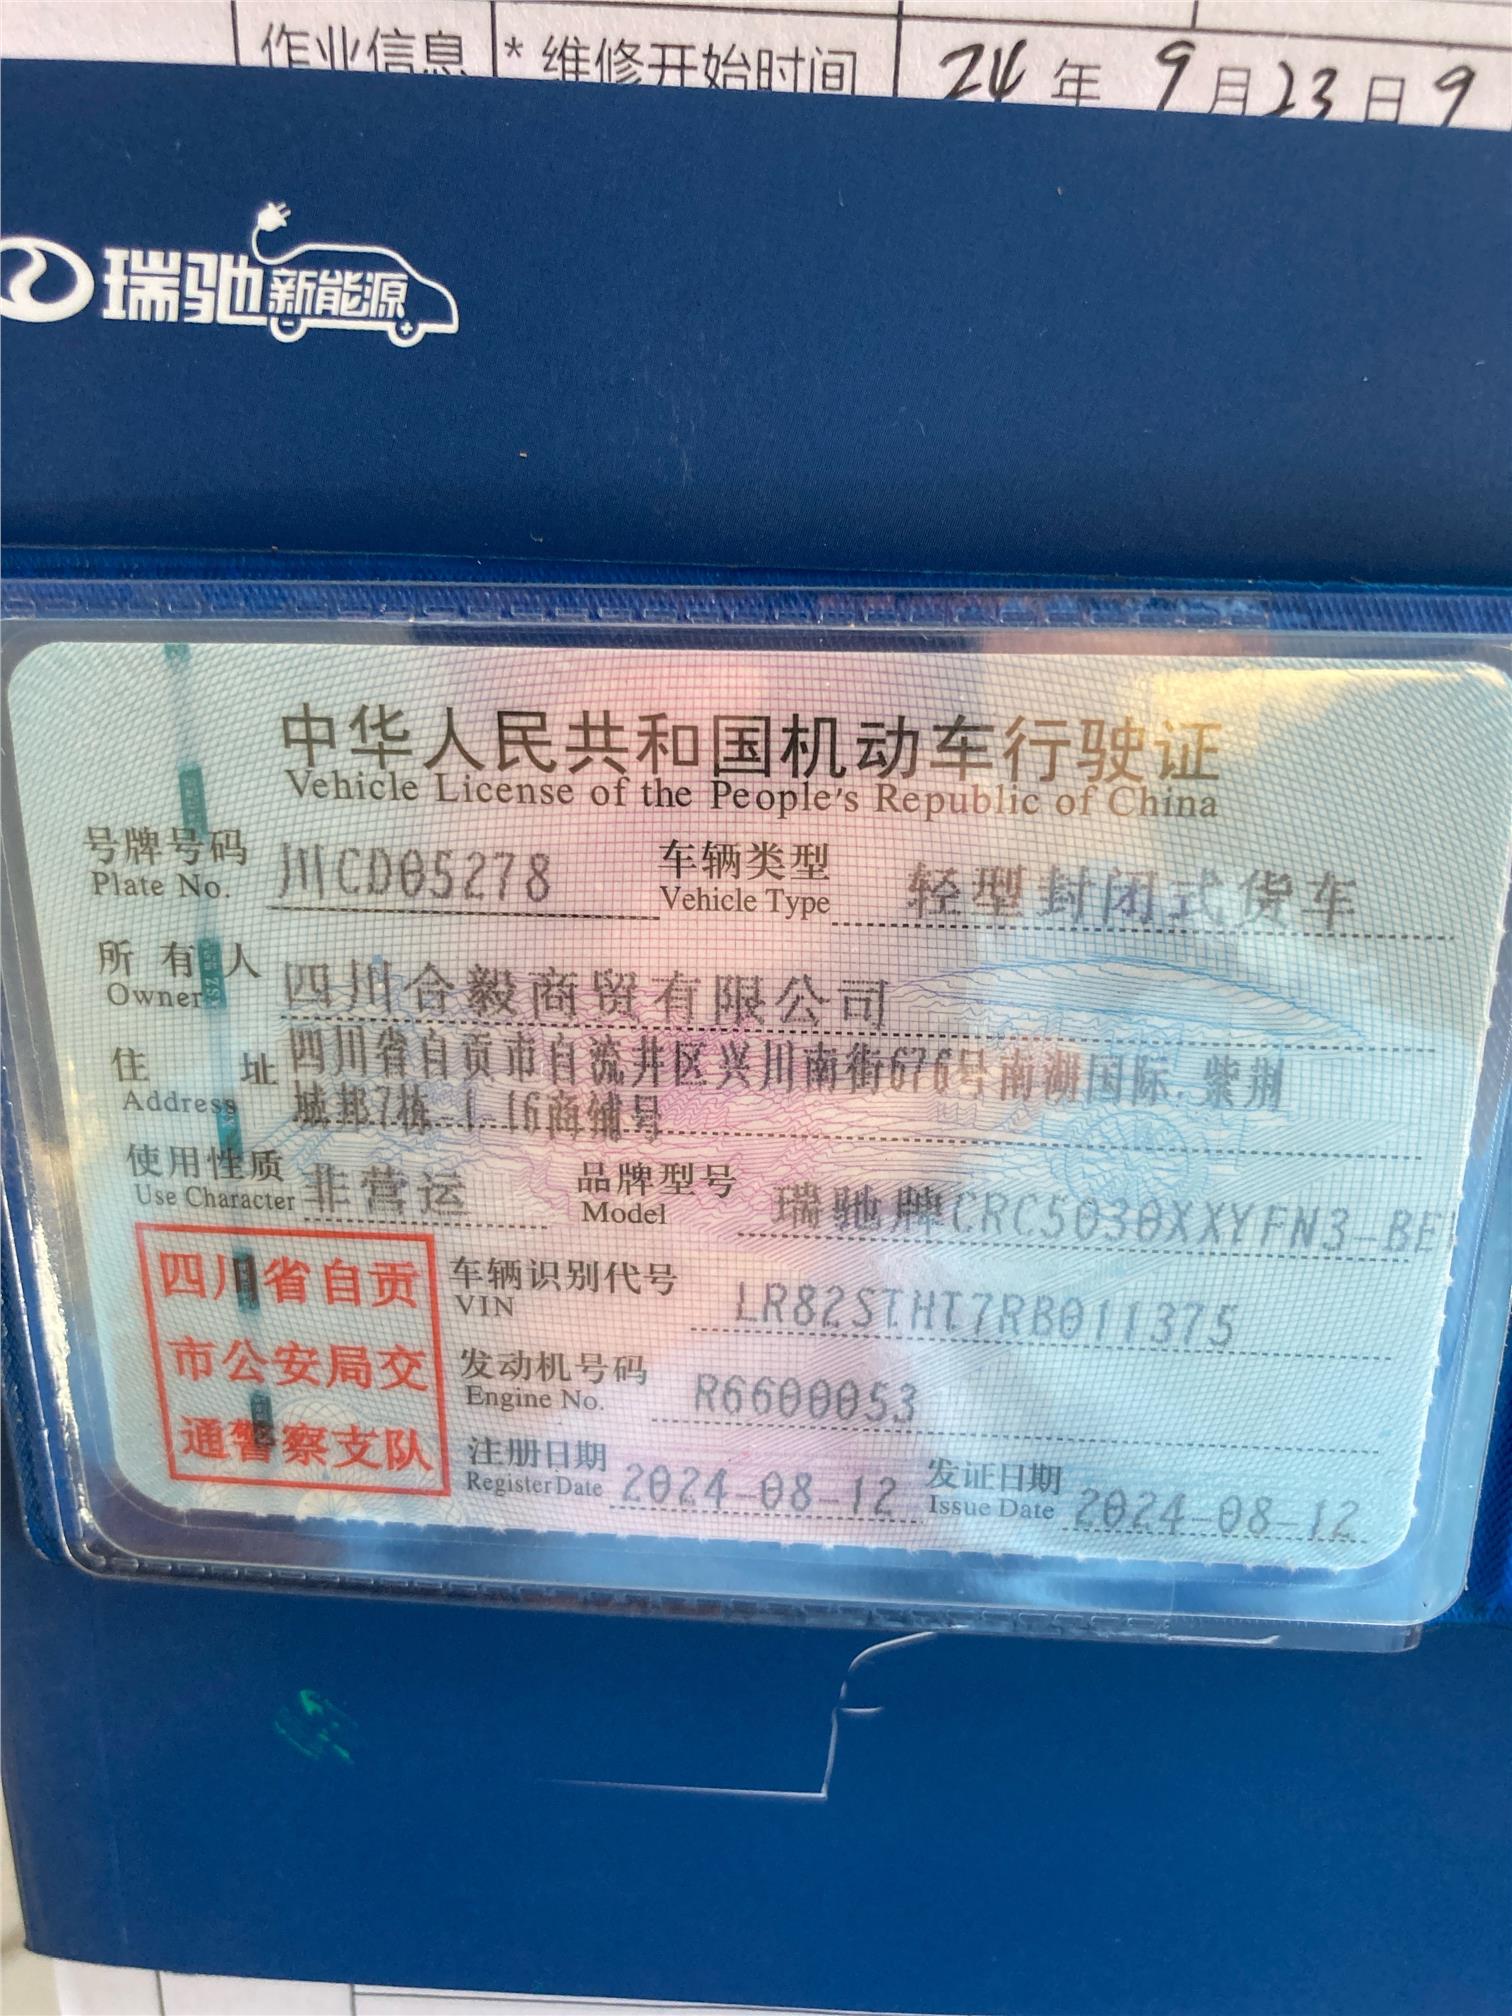 作业信息 *维修开始时间 24年 9月23日9
瑞驰新能源
中华人民共和国机动车行驶证
Vehicle License of the People's Republic of China
号牌号码 川CD05278 车辆类型 轻型封闭式货车
Plate No. Vehicle Type
所有人 四川合毅商贸有限公司
Owner
住址 四川省自贡市自流井区兴川南街676号南湖国际.紫荆
Address 城邦7栋-1-16商铺号
使用性质 非营运 品牌型号 瑞驰牌CRC5030XXYFN3-BE
Use Character Model
四川省自贡
市公安局交
通警察支队
车辆识别代号 LR82STHT7RB011375
VIN
发动机号码 R6600053
Engine No.
注册日期 2024-08-12 发证日期 2024-08-12
Register Date Issue Date